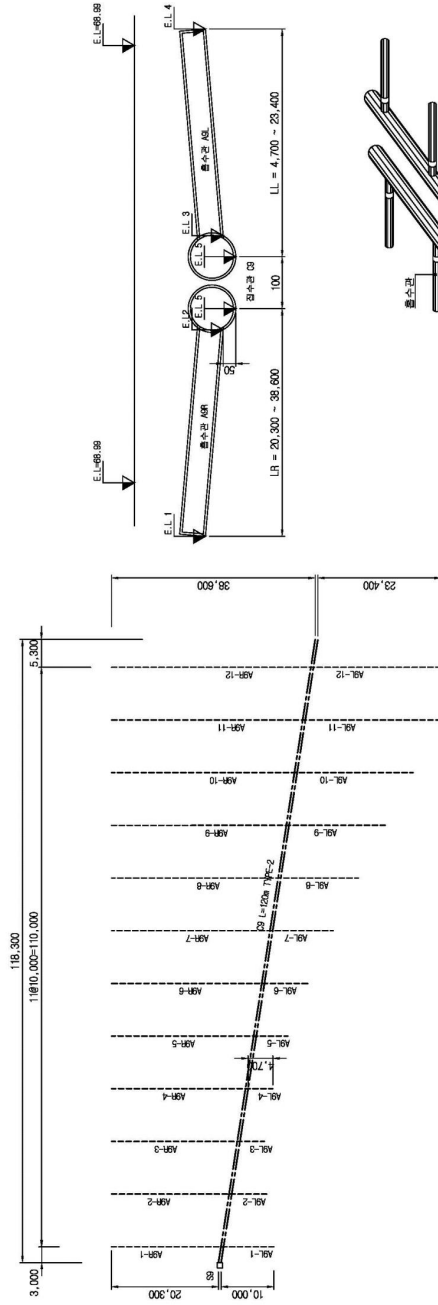 118,300
3,000
11@10,000=110,000
5,300
20,300
10,000
S9
A9R-1
A9R-2
A9R-3
A9R-4
A9R-5
A9R-6
A9R-7
A9R-8
A9R-9
A9R-10
A9R-11
A9R-12
A9L-1
A9L-2
A9L-3
A9L-4
A9L-5
A9L-6
A9L-7
A9L-8
A9L-9
A9L-10
A9L-11
A9L-12
4,700
C9 L=120m TYPE-2
38,600
23,400
E.L=68.99
E.L=68.99
E.L 1
E.L2
E.L 5
E.L 5
E.L 3
E.L 4
흡수관 A9R
흡수관 A9L
집수관 C9
50
100
LR = 20,300 ~ 38,600
LL = 4,700 ~ 23,400
흡수관